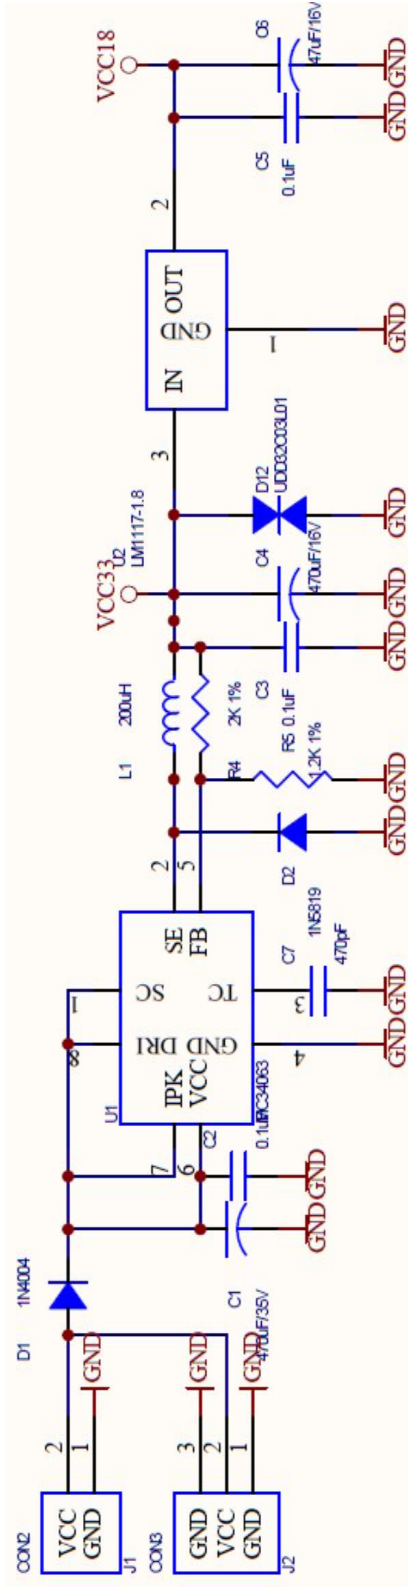 CON2
VCC
GND
J1
2
1
GND
CON3
GND
VCC
GND
J2
3
2
1
GND
GND
D1
1N4004
C1
470uF/35V
GND
C2
0.1uF
GND
U1
MC34063
IPK
VCC
7
6
DRI
8
SC
1
GND
4
TC
3
SE
2
FB
5
GND
C7
470pF
GND
D2
1N5819
GND
L1
200uH
R4
2K 1%
R5
1.2K 1%
GND
C3
0.1uF
GND
C4
470uF/16V
GND
VCC33
D12
UDD32C03L01
GND
U2
LM1117-1.8
3
IN
GND
OUT
1
2
GND
C5
0.1uF
GND
C6
47uF/16V
GND
VCC18